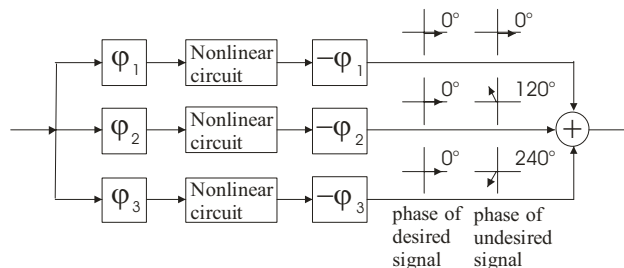 0° 0°
φ1 Nonlinear circuit −φ1
0° 120°
φ2 Nonlinear circuit −φ2
+
0° 240°
φ3 Nonlinear circuit −φ3
phase of desired signal
phase of undesired signal